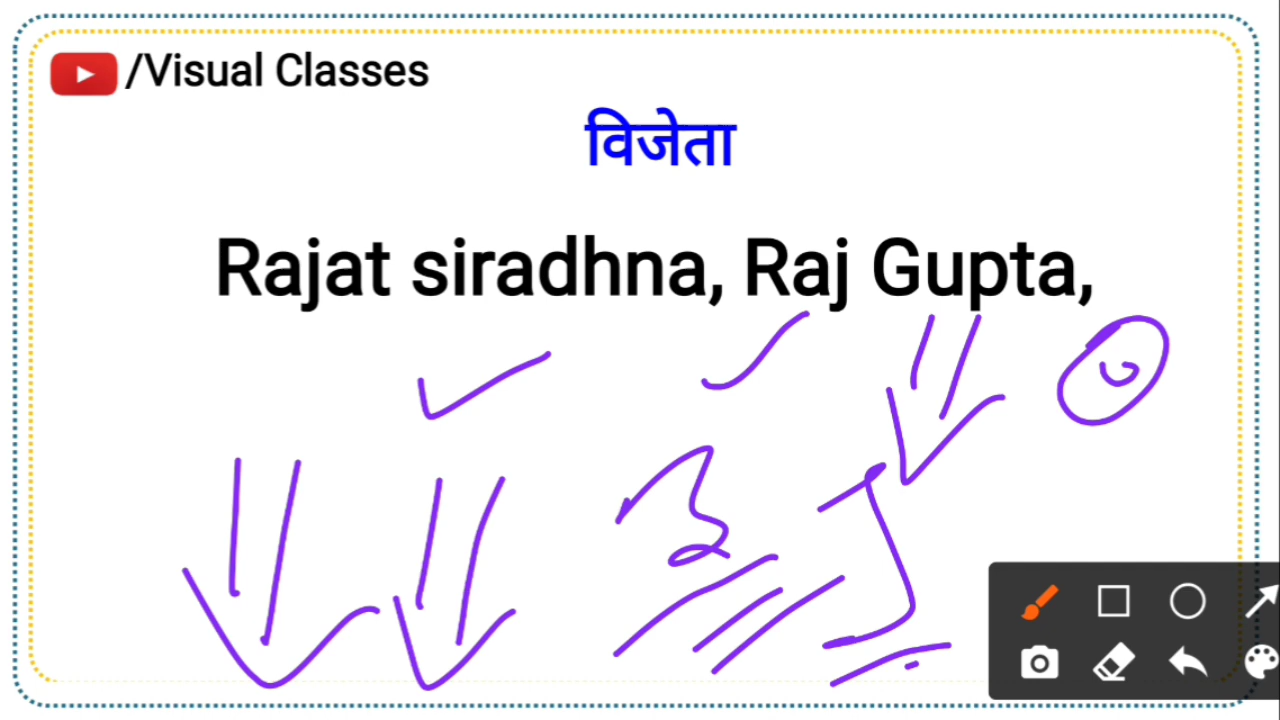 /Visual Classes
विजेता
Rajat siradhna, Raj Gupta,